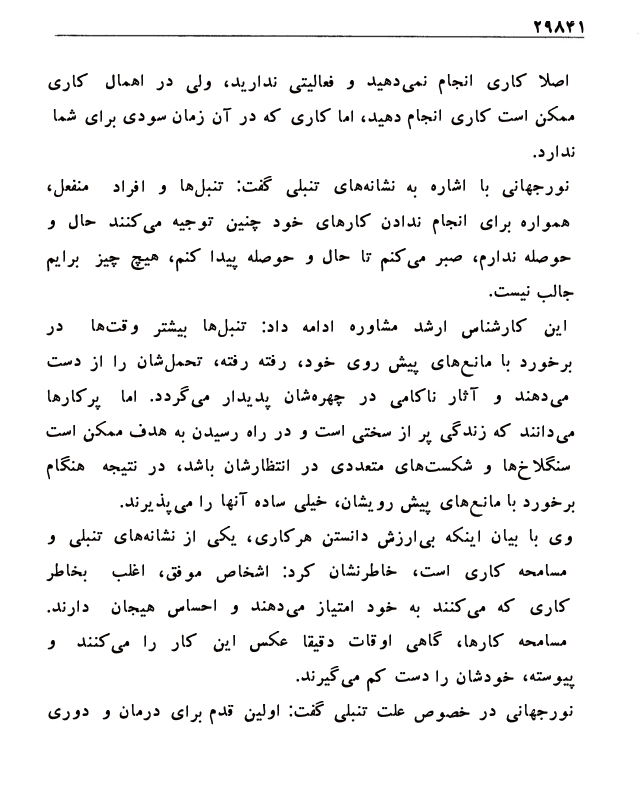 ۲۹۸۴۱
اصلا کاری انجام نمی‌دهید و فعالیتی ندارید، ولی در اهمال کاری
ممکن است کاری انجام دهید، اما کاری که در آن زمان سودی برای شما
ندارد.
نورجهانی با اشاره به نشانه‌های تنبلی گفت: تنبل‌ها و افراد منفعل،
همواره برای انجام ندادن کارهای خود چنین توجیه می‌کنند حال و
حوصله ندارم، صبر می‌کنم تا حال و حوصله پیدا کنم، هیچ چیز برایم
جالب نیست.
این کارشناس ارشد مشاوره ادامه داد: تنبل‌ها بیشتر وقت‌ها در
برخورد با مانع‌های پیش روی خود، رفته رفته، تحمل‌شان را از دست
می‌دهند و آثار ناکامی در چهره‌شان پدیدار می‌گردد. اما پرکارها
می‌دانند که زندگی پر از سختی است و در راه رسیدن به هدف ممکن است
سنگلاخ‌ها و شکست‌های متعددی در انتظارشان باشد، در نتیجه هنگام
برخورد با مانع‌های پیش رویشان، خیلی ساده آنها را می‌پذیرند.
وی با بیان اینکه بی‌ارزش دانستن هرکاری، یکی از نشانه‌های تنبلی و
مسامحه کاری است، خاطرنشان کرد: اشخاص موفق، اغلب بخاطر
کاری که می‌کنند به خود امتیاز می‌دهند و احساس هیجان دارند.
مسامحه کارها، گاهی اوقات دقیقا عکس این کار را می‌کنند و
پیوسته، خودشان را دست کم می‌گیرند.
نورجهانی در خصوص علت تنبلی گفت: اولین قدم برای درمان و دوری